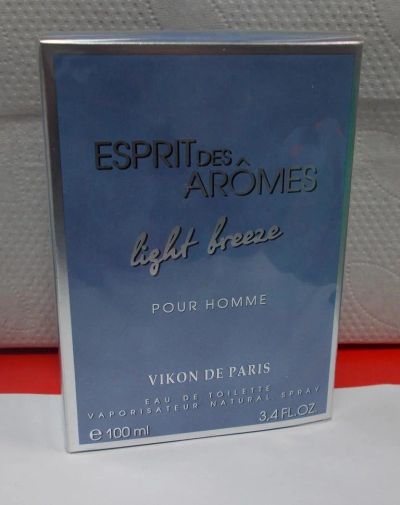 ESPRIT DES
ARÔMES
light breeze
POUR HOMME
VIKON DE PARIS
EAU DE TOILETTE
VAPORISATEUR NATURAL SPRAY
℮ 100 ml 3,4 FL.OZ.